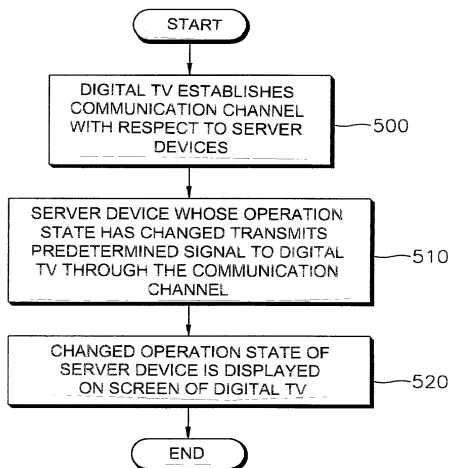 START
DIGITAL TV ESTABLISHES
COMMUNICATION CHANNEL
WITH RESPECT TO SERVER
DEVICES
500
SERVER DEVICE WHOSE OPERATION
STATE HAS CHANGED TRANSMITS
PREDETERMINED SIGNAL TO DIGITAL
TV THROUGH THE COMMUNICATION
CHANNEL
510
CHANGED OPERATION STATE OF
SERVER DEVICE IS DISPLAYED
ON SCREEN OF DIGITAL TV
520
END